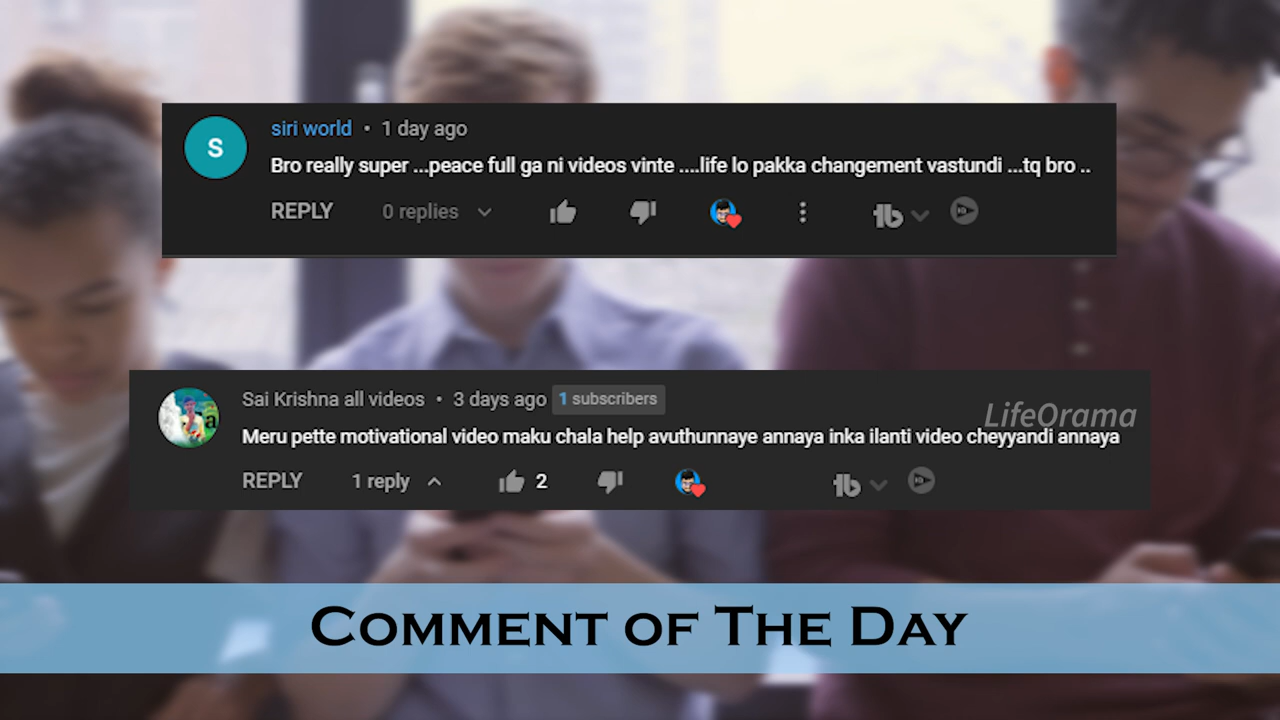 S
siri world • 1 day ago
Bro really super ...peace full ga ni videos vinte ....life lo pakka changement vastundi ...tq bro ..
REPLY 0 replies
Sai Krishna all videos • 3 days ago 1 subscribers
LifeOrama
Meru pette motivational video maku chala help avuthunnaye annaya inka ilanti video cheyyandi annaya
REPLY 1 reply 2
COMMENT OF THE DAY